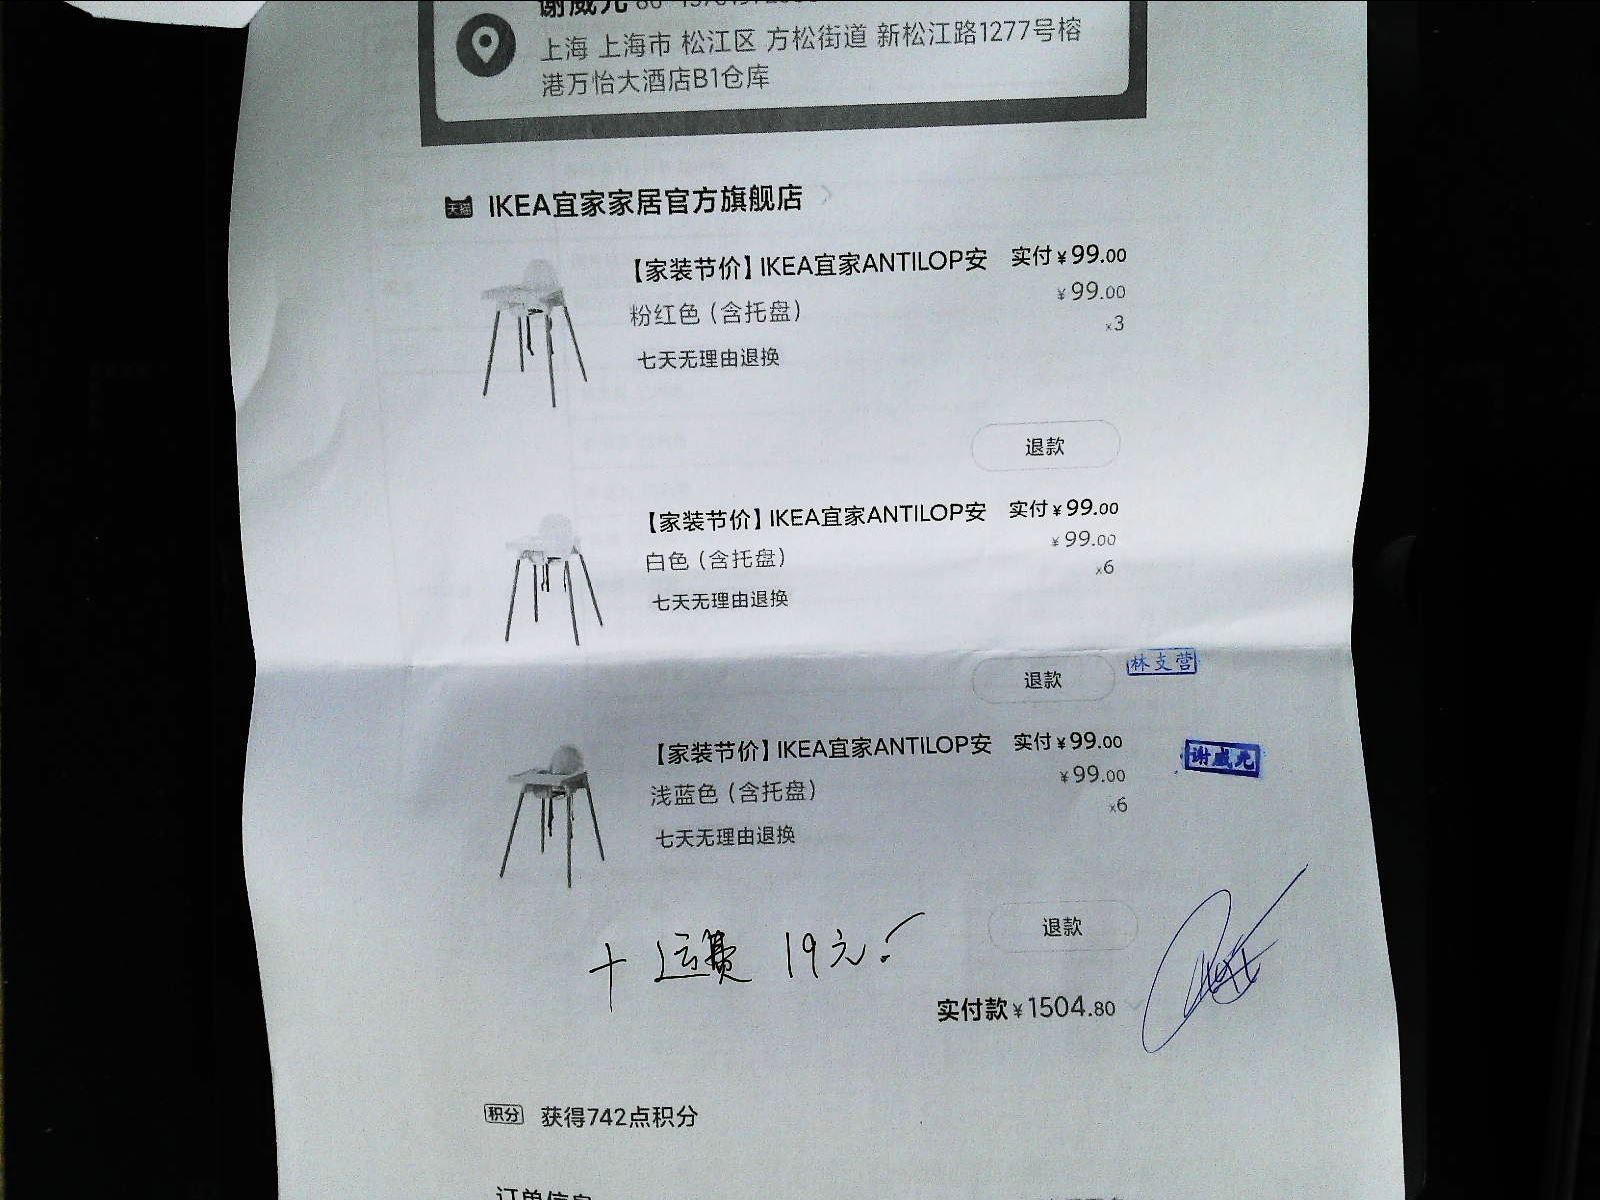 上海 上海市 松江区 方松街道 新松江路1277号榕
港万怡大酒店B1仓库
天猫 IKEA宜家家居官方旗舰店
【家装节价】IKEA宜家ANTILOP安 实付¥99.00
粉红色(含托盘) ¥99.00
x3
七天无理由退换
退款
【家装节价】IKEA宜家ANTILOP安 实付¥99.00
白色(含托盘) ¥99.00
x6
七天无理由退换
退款
林支营
【家装节价】IKEA宜家ANTILOP安 实付¥99.00
谢威允
浅蓝色(含托盘) ¥99.00
x6
七天无理由退换
退款
+ 运费 19元.
实付款¥1504.80
积分 获得742点积分
订单信息